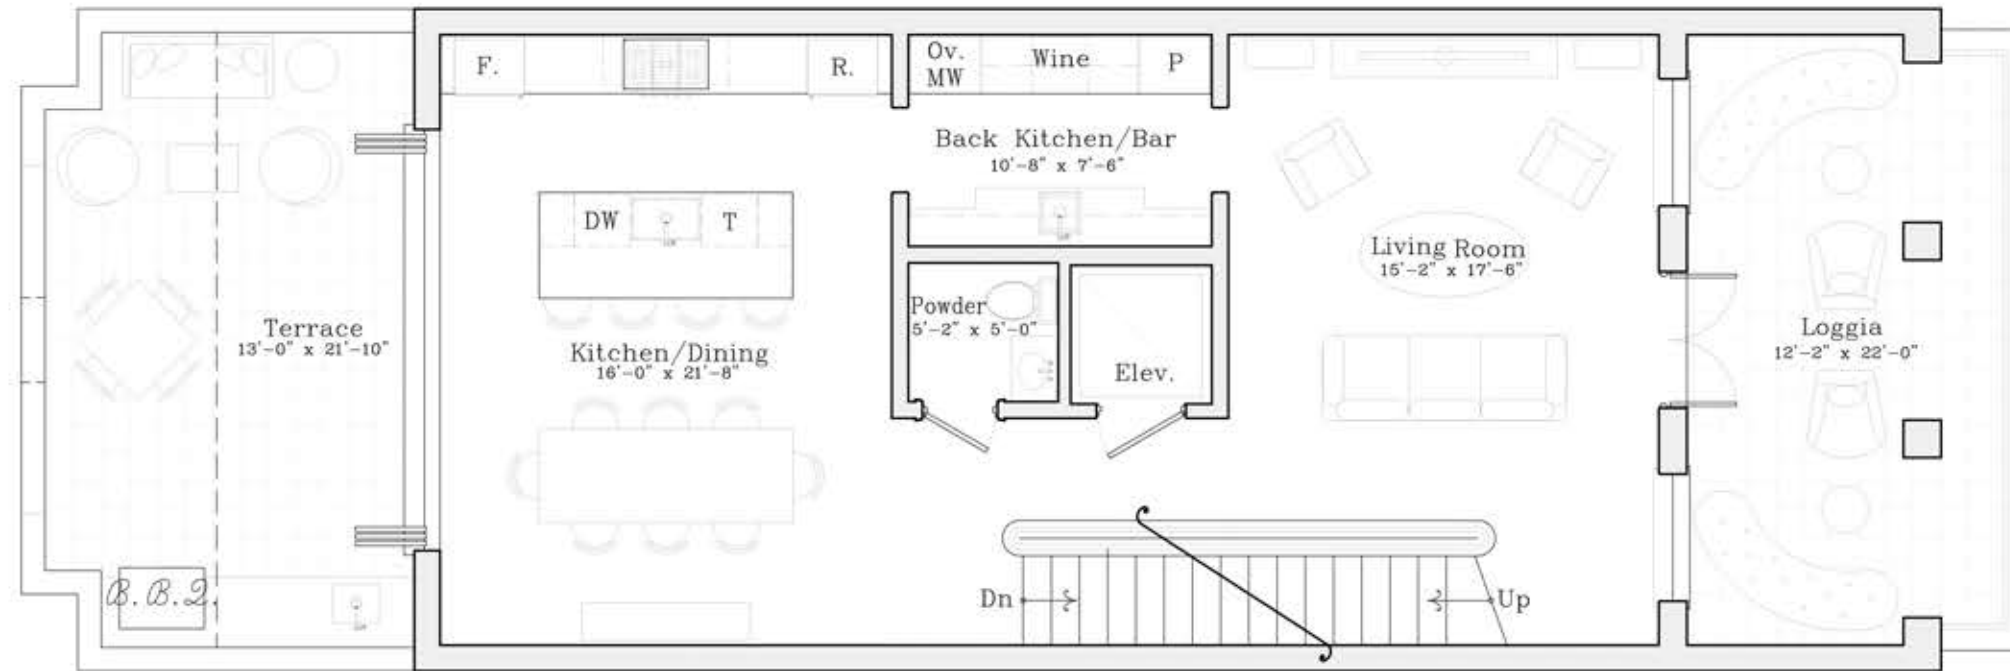 F.
R.
Ov.
MW
Wine
P
Back Kitchen/Bar
10'-8" x 7'-6"
DW
T
Living Room
15'-2" x 17'-6"
Powder
5'-2" x 5'-0"
Terrace
13'-0" x 21'-10"
Loggia
12'-2" x 22'-0"
Kitchen/Dining
16'-0" x 21'-8"
Elev.
B.B.Q.
Dn
Up